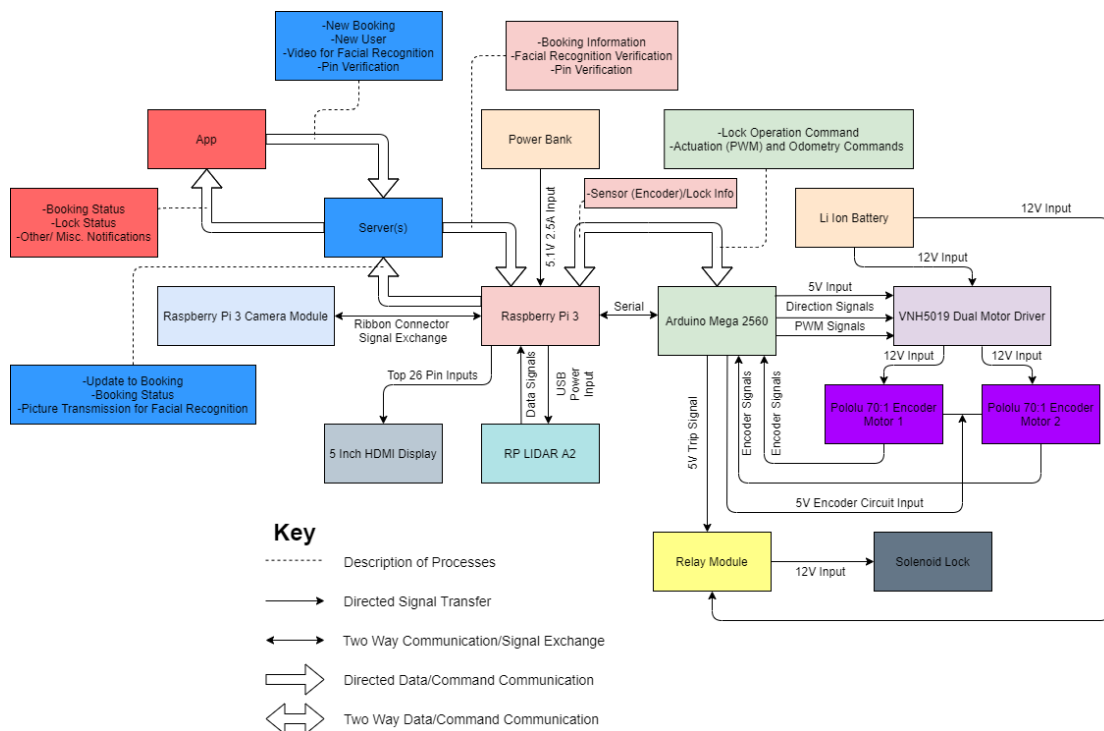 -New Booking
-New User
-Video for Facial Recognition
-Pin Verification
-Booking Information
-Facial Recognition Verification
-Pin Verification
App
Power Bank
-Lock Operation Command
-Actuation (PWM) and Odometry Commands
-Booking Status
-Lock Status
-Other/ Misc. Notifications
Server(s)
5.1V 2.5A Input
-Sensor (Encoder)/Lock Info
Li Ion Battery
12V Input
12V Input
Raspberry Pi 3 Camera Module
Ribbon Connector
Signal Exchange
Raspberry Pi 3
Serial
Arduino Mega 2560
5V Input
Direction Signals
PWM Signals
VNH5019 Dual Motor Driver
12V Input
12V Input
-Update to Booking
-Booking Status
-Picture Transmission for Facial Recognition
Top 26 Pin Inputs
Data Signals
USB
Power
Input
5V Trip Signal
Encoder Signals
Encoder Signals
Pololu 70:1 Encoder
Motor 1
Pololu 70:1 Encoder
Motor 2
5 Inch HDMI Display
RP LIDAR A2
5V Encoder Circuit Input
Key
Relay Module
12V Input
Solenoid Lock
Description of Processes
Directed Signal Transfer
Two Way Communication/Signal Exchange
Directed Data/Command Communication
Two Way Data/Command Communication